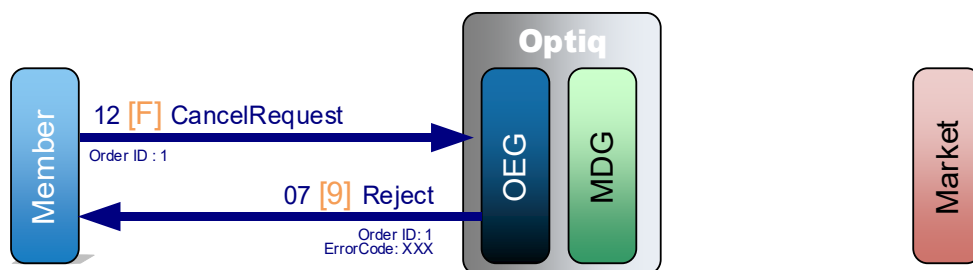 Optiq
Member
12 [F] CancelRequest
Order ID : 1
07 [9] Reject
Order ID: 1
ErrorCode: XXX
OEG
MDG
Market